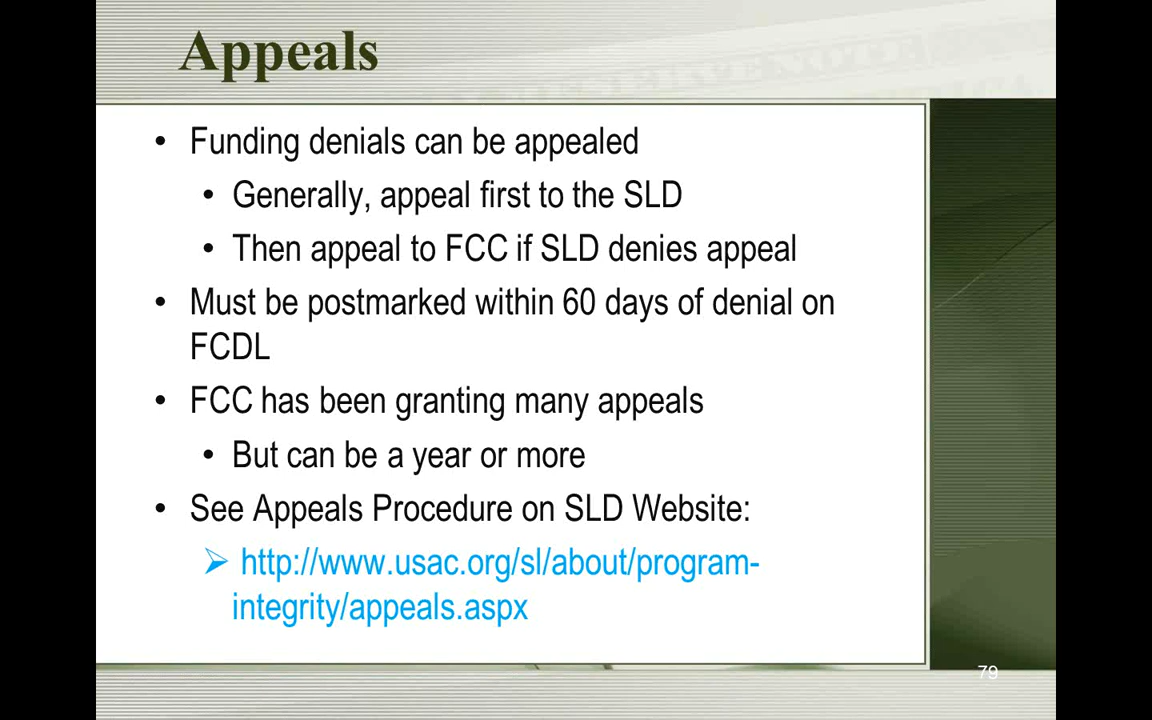 Appeals
• Funding denials can be appealed
• Generally, appeal first to the SLD
• Then appeal to FCC if SLD denies appeal
• Must be postmarked within 60 days of denial on
FCDL
• FCC has been granting many appeals
• But can be a year or more
• See Appeals Procedure on SLD Website:
➢ http://www.usac.org/sl/about/program-
integrity/appeals.aspx
79